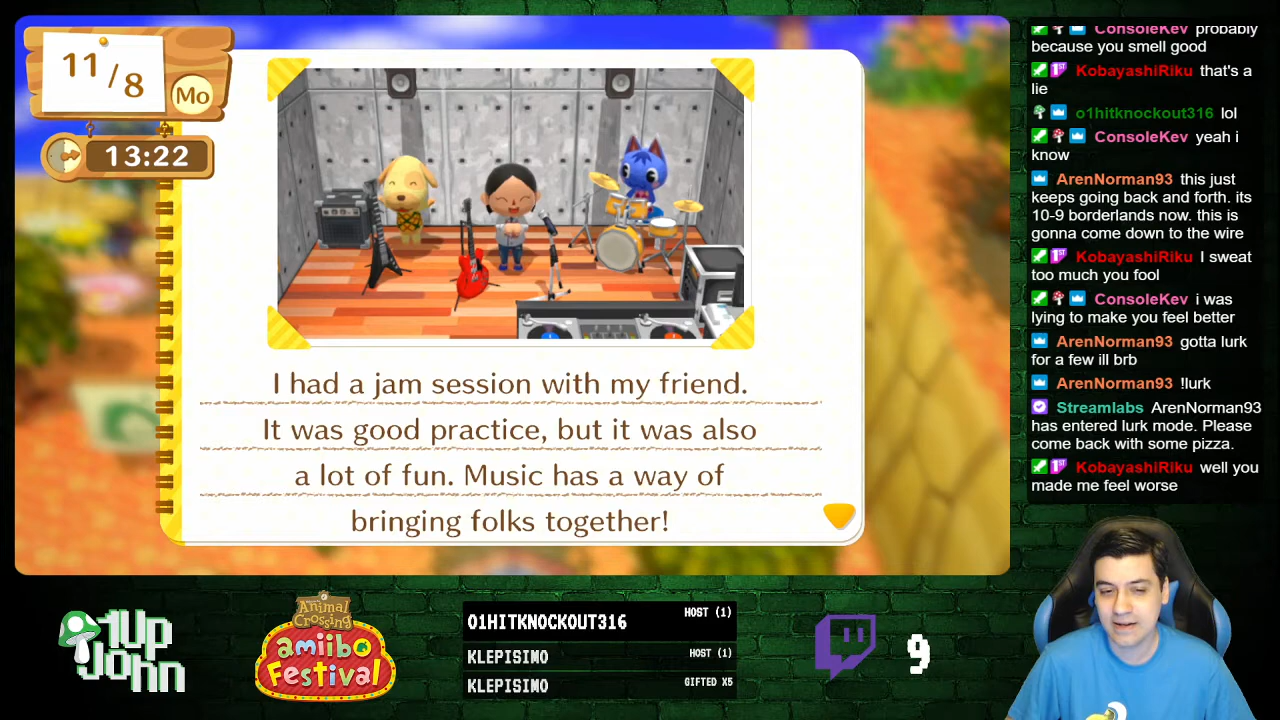 11/8
Mo
13:22
I had a jam session with my friend.
It was good practice, but it was also
a lot of fun. Music has a way of
bringing folks together!
ConsoleKev probably
because you smell good
KobayashiRiku that's a
lie
o1hitknockout316 lol
ConsoleKev yeah i
know
ArenNorman93 this just
keeps going back and forth. its
10-9 borderlands now. this is
gonna come down to the wire
KobayashiRiku I sweat
too much you fool
ConsoleKev i was
lying to make you feel better
ArenNorman93 gotta lurk
for a few ill brb
ArenNorman93 !lurk
Streamlabs ArenNorman93
has entered lurk mode. Please
come back with some pizza.
KobayashiRiku well you
made me feel worse
1Up
John
Animal
Crossing
amiibo
Festival
O1HITKNOCKOUT316 HOST (1)
KLEPISIMO HOST (1)
KLEPISIMO GIFTED X5
9